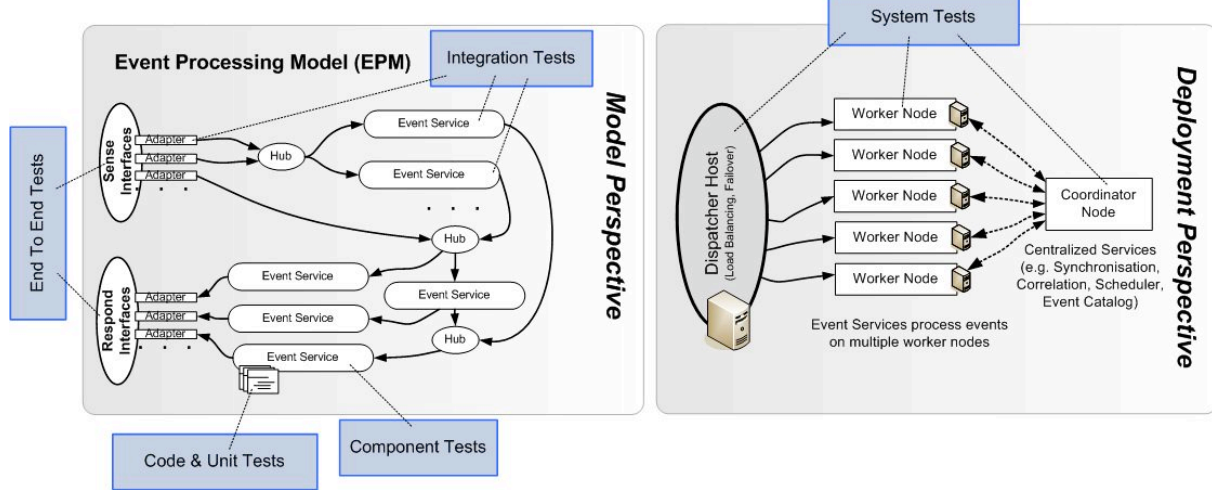 System Tests
Event Processing Model (EPM)
Integration Tests
Model Perspective
Deployment Perspective
End To End Tests
Sense
Interfaces
Adapter
Adapter
Adapter
. . .
Hub
Event Service
Event Service
. . .
Hub
Event Service
Event Service
Event Service
Hub
Event Service
Respond
Interfaces
Adapter
Adapter
Adapter
. . .
Code & Unit Tests
Component Tests
Dispatcher Host
(Load Balancing, Failover)
Worker Node
Worker Node
Worker Node
Worker Node
Worker Node
Coordinator
Node
Centralized Services
(e.g. Synchronisation,
Correlation, Scheduler,
Event Catalog)
Event Services process events
on multiple worker nodes